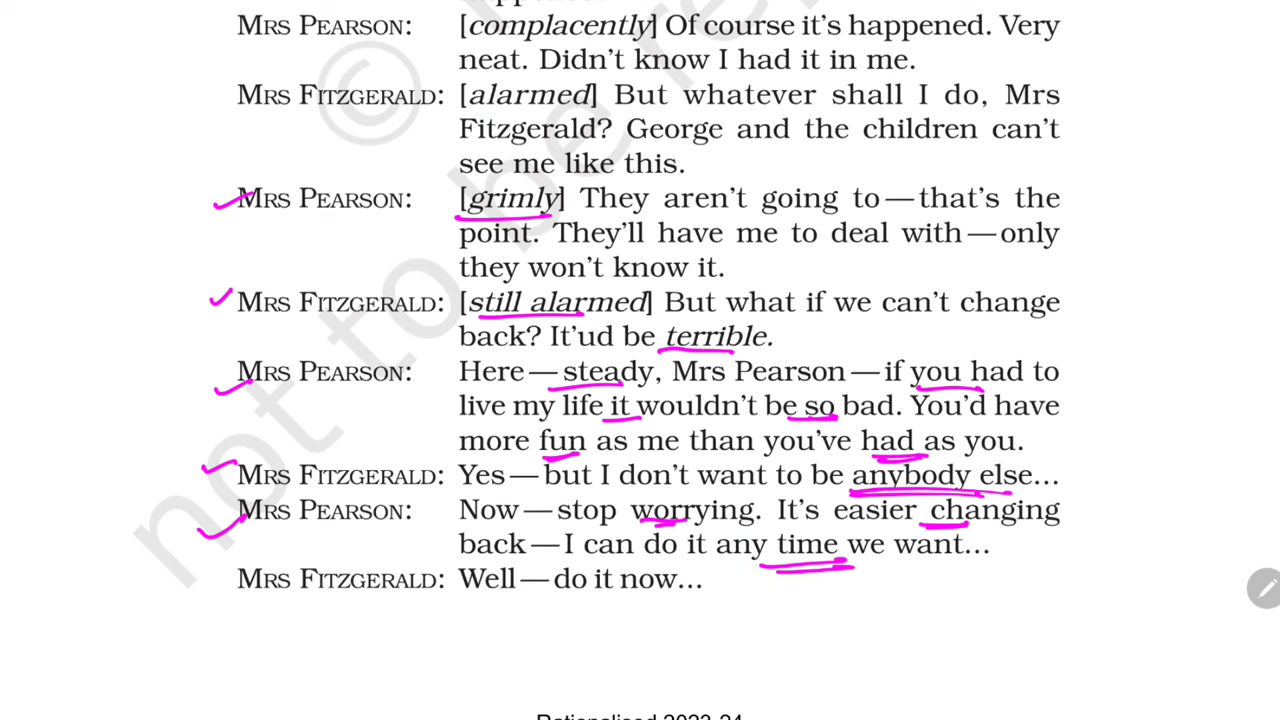 MRS PEARSON: [complacently] Of course it's happened. Very
neat. Didn't know I had it in me.
MRS FITZGERALD: [alarmed] But whatever shall I do, Mrs
Fitzgerald? George and the children can't
see me like this.
MRS PEARSON: [grimly] They aren't going to—that's the
point. They'll have me to deal with—only
they won't know it.
MRS FITZGERALD: [still alarmed] But what if we can't change
back? It'ud be terrible.
MRS PEARSON: Here—steady, Mrs Pearson—if you had to
live my life it wouldn't be so bad. You'd have
more fun as me than you've had as you.
MRS FITZGERALD: Yes—but I don't want to be anybody else...
MRS PEARSON: Now—stop worrying. It's easier changing
back—I can do it any time we want...
MRS FITZGERALD: Well—do it now...
© not to be re